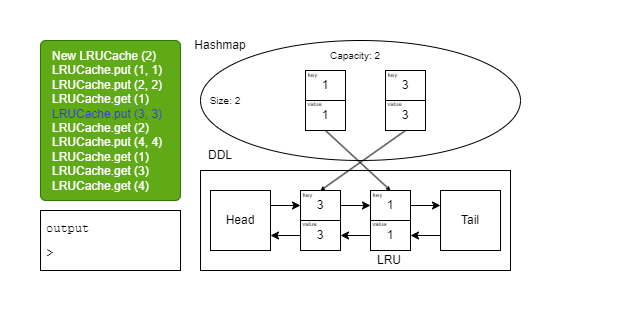 New LRUCache (2)
LRUCache.put (1, 1)
LRUCache.put (2, 2)
LRUCache.get (1)
LRUCache.put (3, 3)
LRUCache.get (2)
LRUCache.put (4, 4)
LRUCache.get (1)
LRUCache.get (3)
LRUCache.get (4)
output
>
Hashmap
Capacity: 2
Size: 2
key
1
value
1
key
3
value
3
DDL
Head
key
3
value
3
key
1
value
1
Tail
LRU